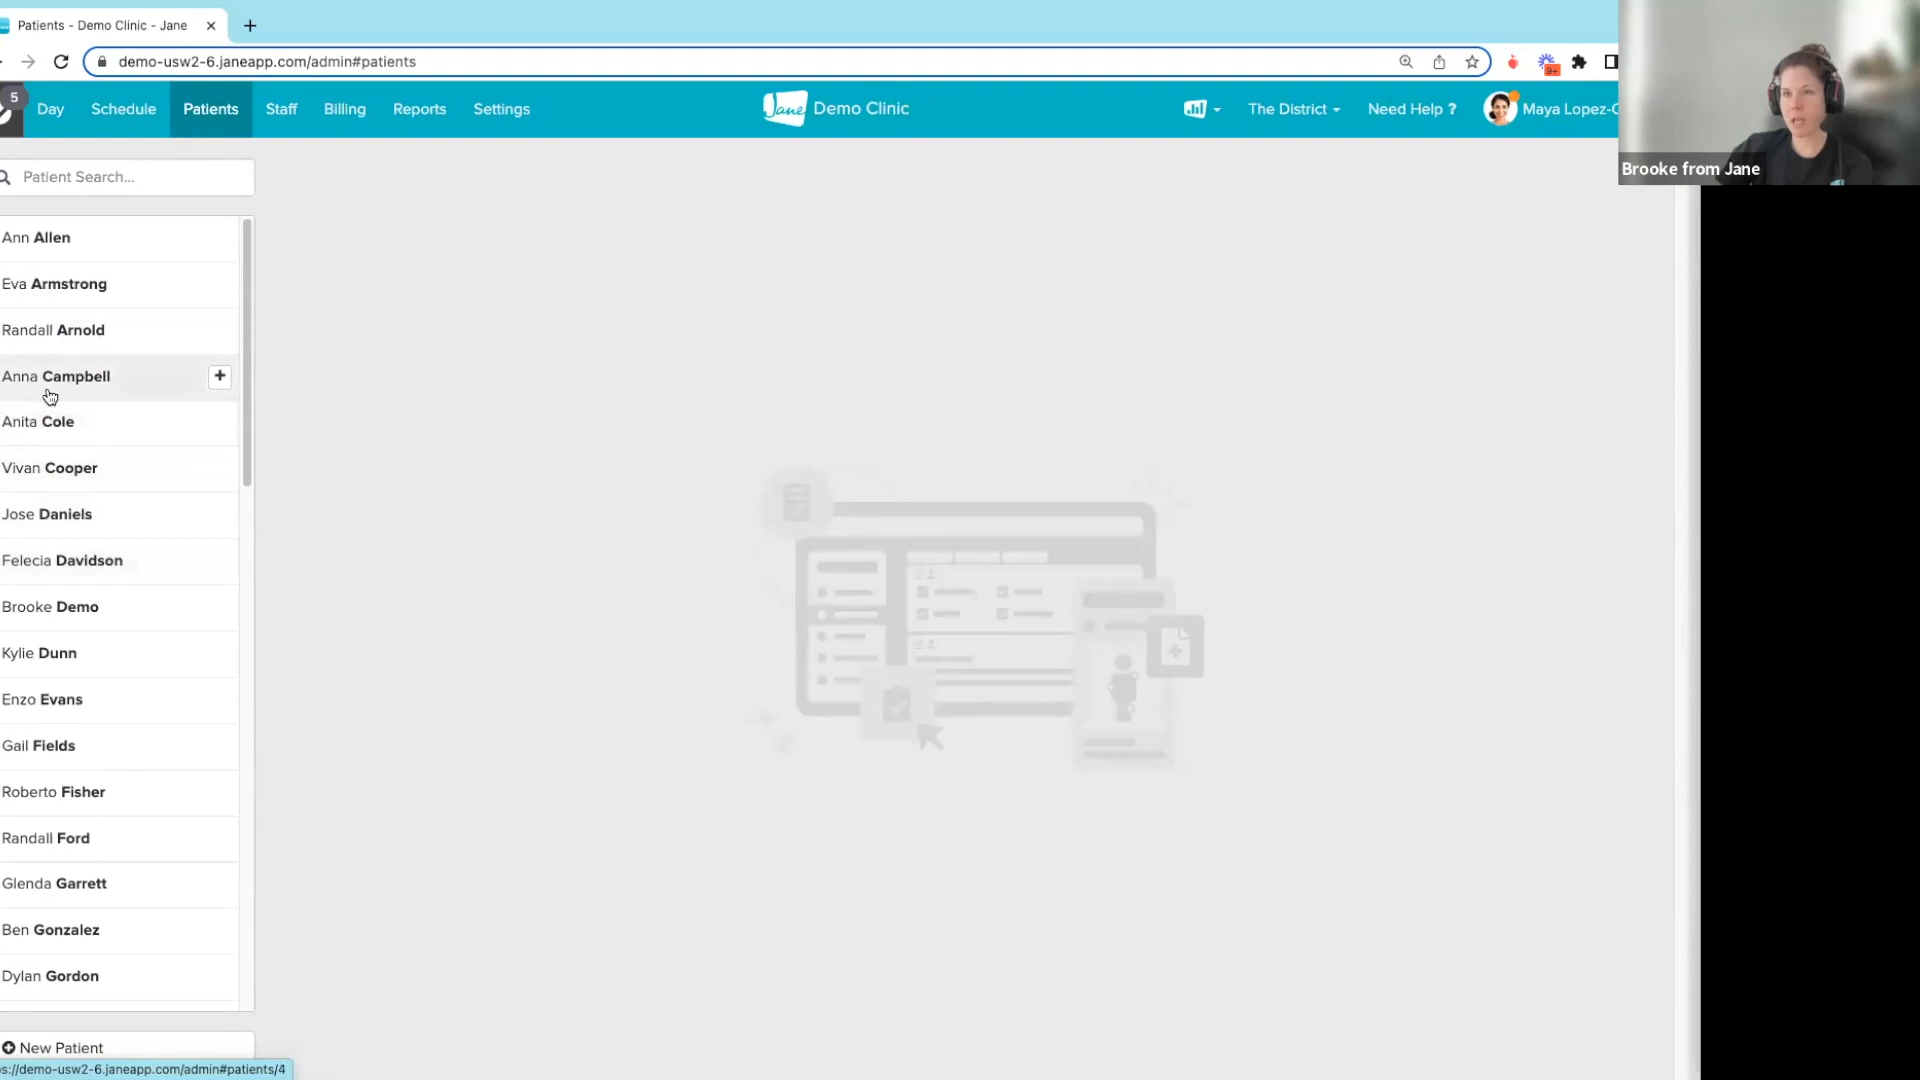 Patients - Demo Clinic - Jane
demo-usw2-6.janeapp.com/admin#patients
9+
5
Day Schedule Patients Staff Billing Reports Settings
Jane Demo Clinic
The District Need Help ? Maya Lopez-C
Brooke from Jane
Patient Search...
Ann Allen
Eva Armstrong
Randall Arnold
Anna Campbell
Anita Cole
Vivan Cooper
Jose Daniels
Felecia Davidson
Brooke Demo
Kylie Dunn
Enzo Evans
Gail Fields
Roberto Fisher
Randall Ford
Glenda Garrett
Ben Gonzalez
Dylan Gordon
New Patient
s://demo-usw2-6.janeapp.com/admin#patients/4